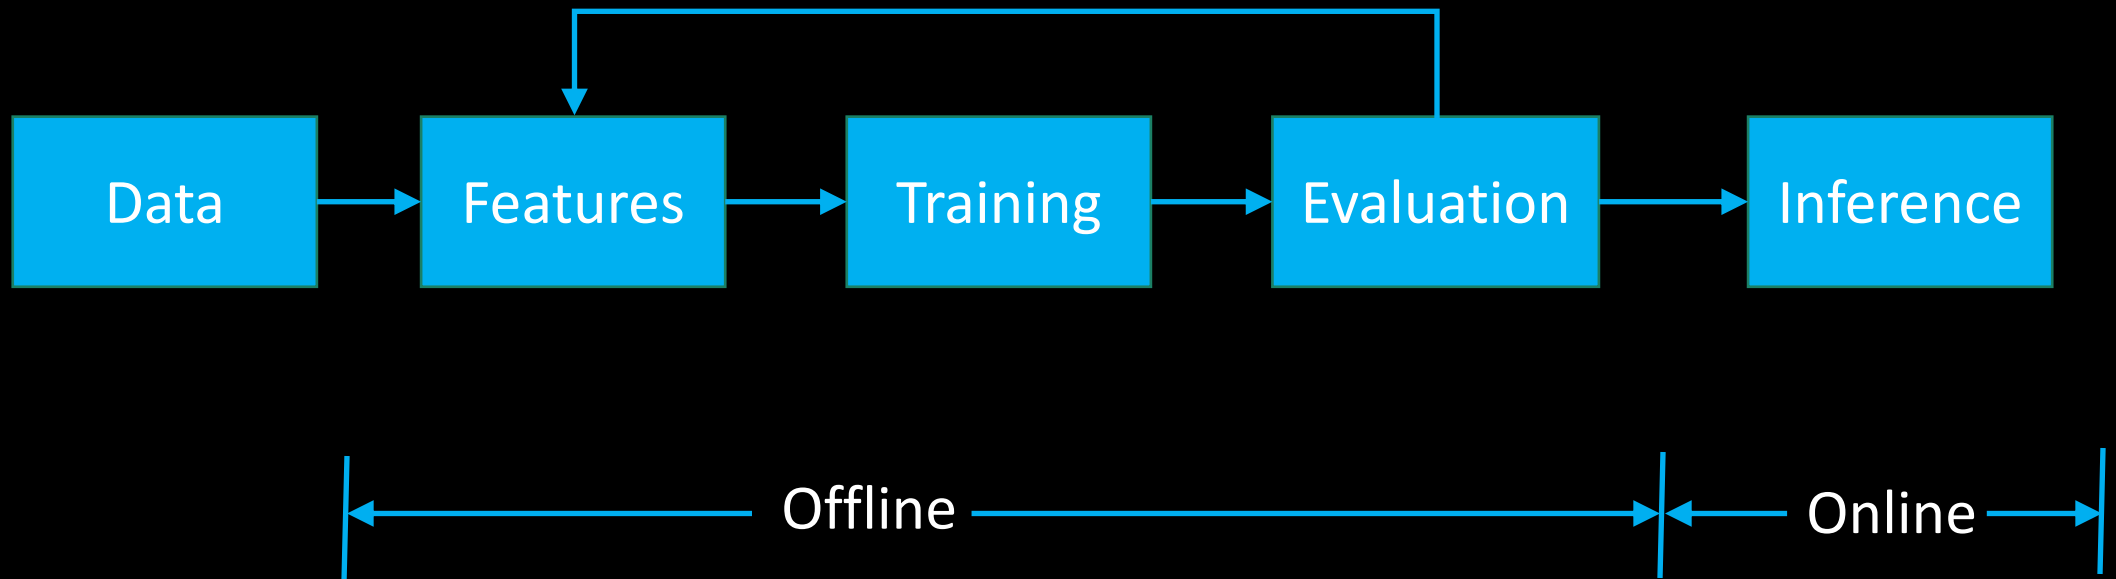 Data
Features
Training
Evaluation
Inference
Offline
Online